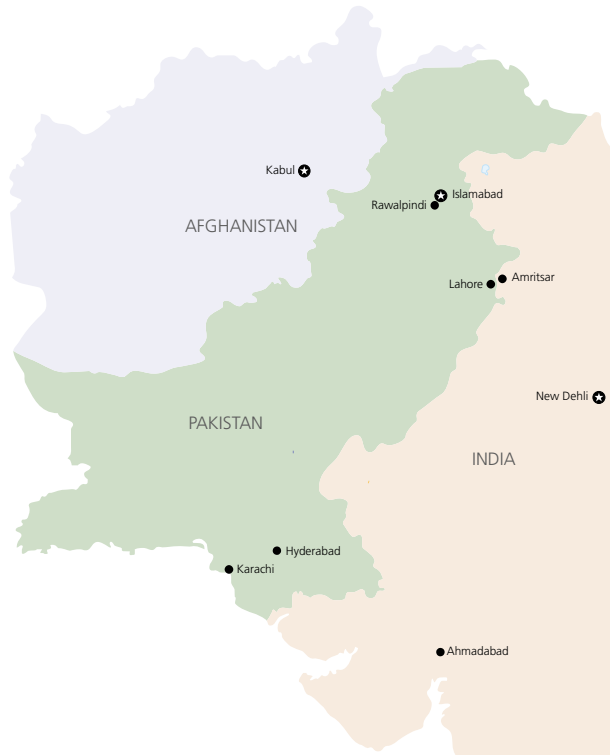 Kabul
Islamabad
Rawalpindi
AFGHANISTAN
Amritsar
Lahore
New Dehli
PAKISTAN
INDIA
Hyderabad
Karachi
Ahmadabad